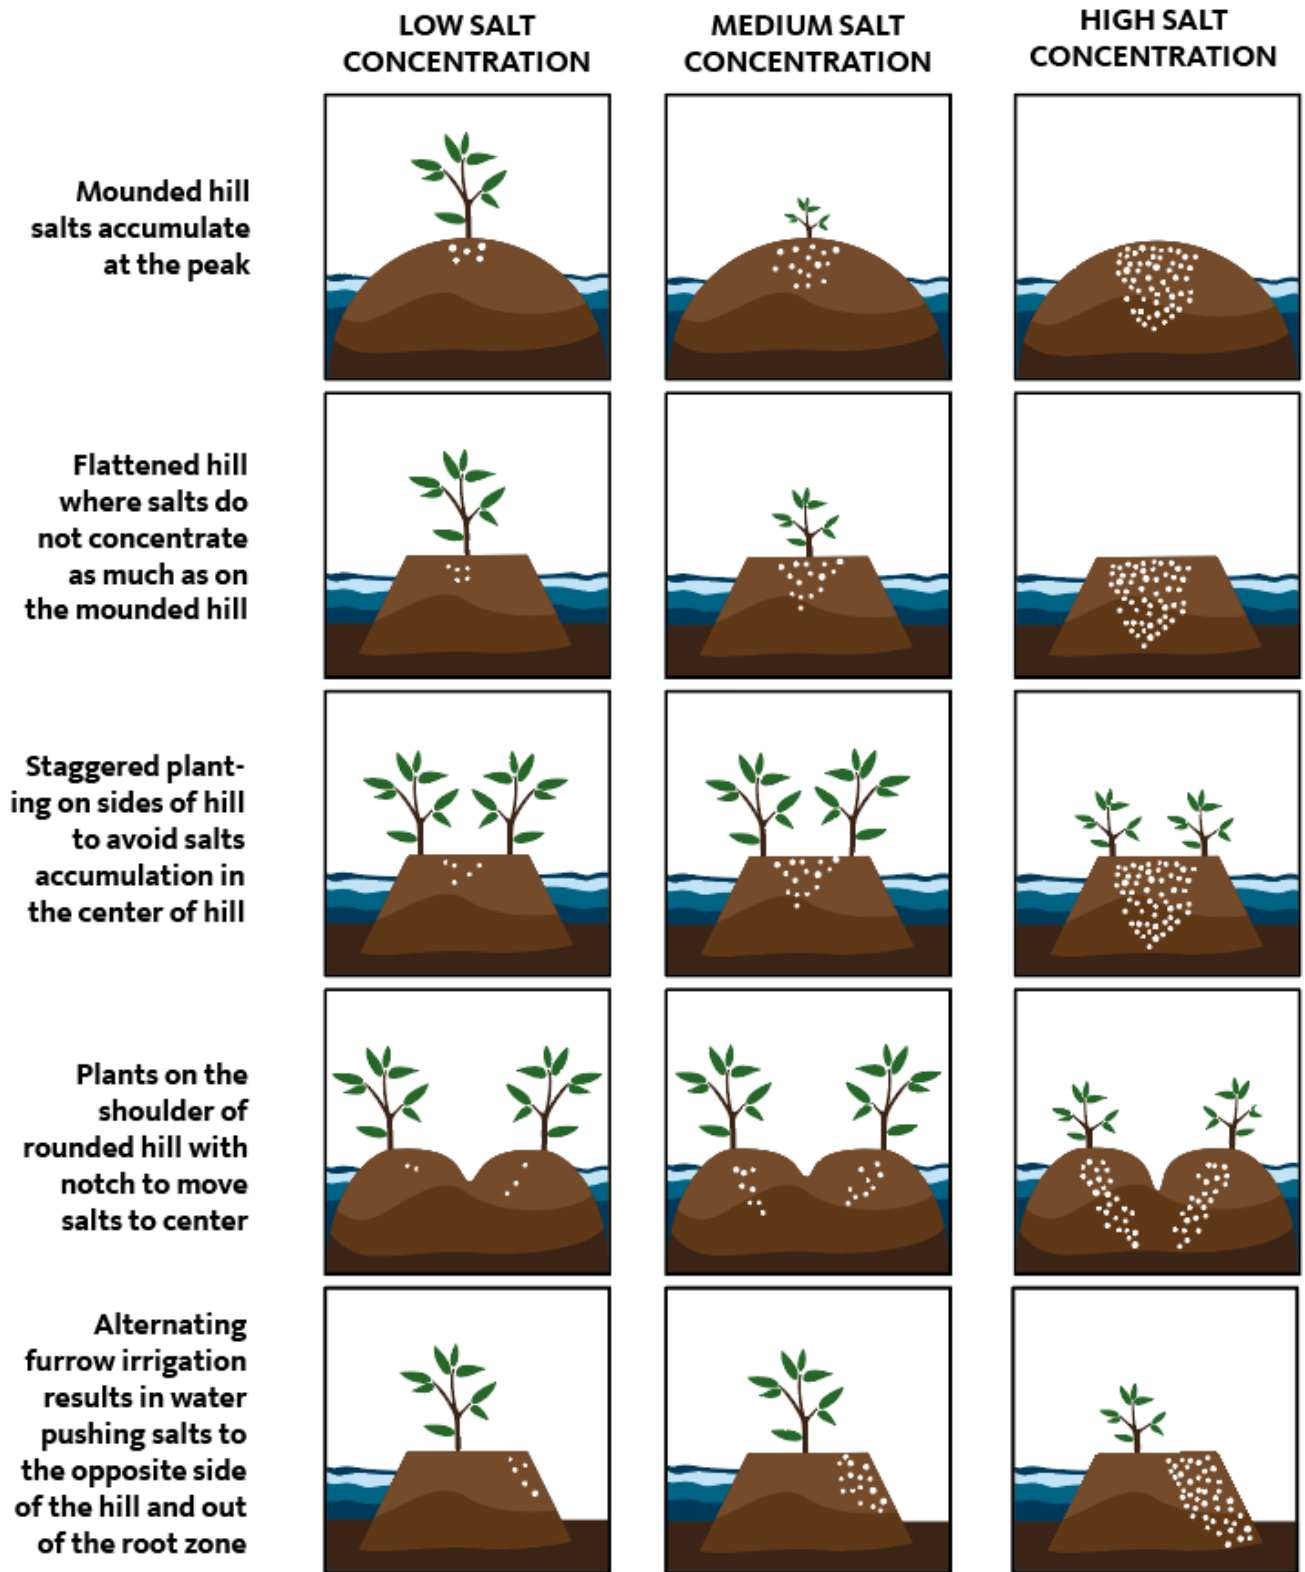 LOW SALT
CONCENTRATION
MEDIUM SALT
CONCENTRATION
HIGH SALT
CONCENTRATION
Mounded hill
salts accumulate
at the peak
Flattened hill
where salts do
not concentrate
as much as on
the mounded hill
Staggered plant-
ing on sides of hill
to avoid salts
accumulation in
the center of hill
Plants on the
shoulder of
rounded hill with
notch to move
salts to center
Alternating
furrow irrigation
results in water
pushing salts to
the opposite side
of the hill and out
of the root zone